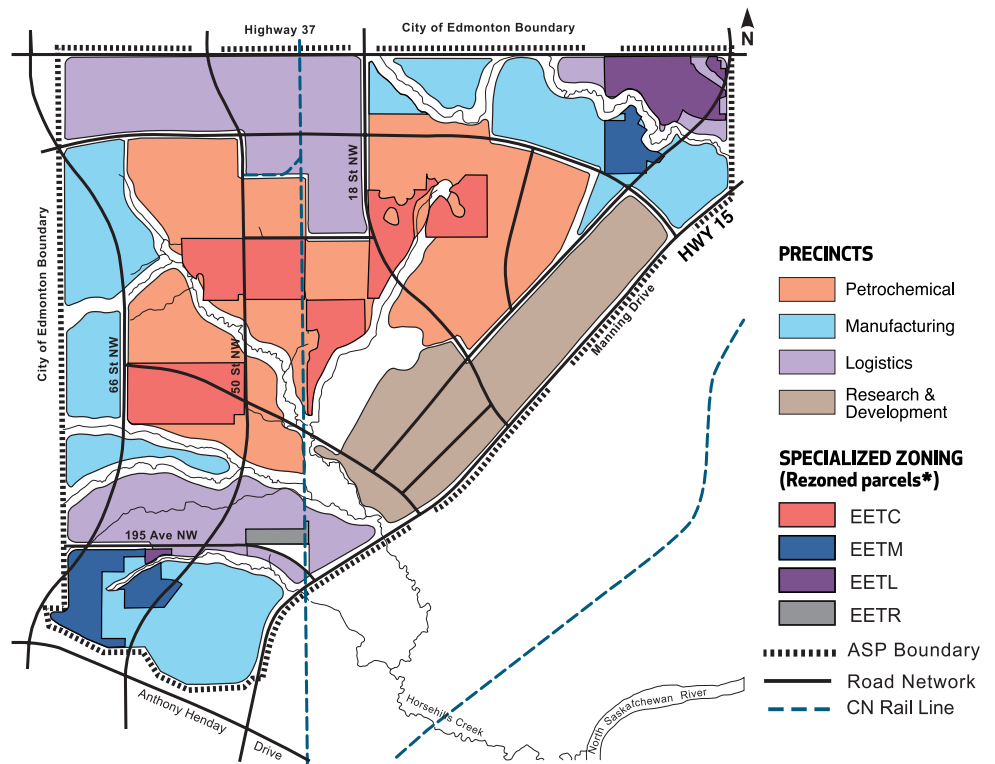 Highway 37
City of Edmonton Boundary
N
City of Edmonton Boundary
18 St NW
HWY 15
Manning Drive
66 St NW
50 St NW
195 Ave NW
Anthony Henday
Drive
Horsehills Creek
North Saskatchewan River
PRECINCTS
Petrochemical
Manufacturing
Logistics
Research &
Development
SPECIALIZED ZONING
(Rezoned parcels*)
EETC
EETM
EETL
EETR
ASP Boundary
Road Network
CN Rail Line